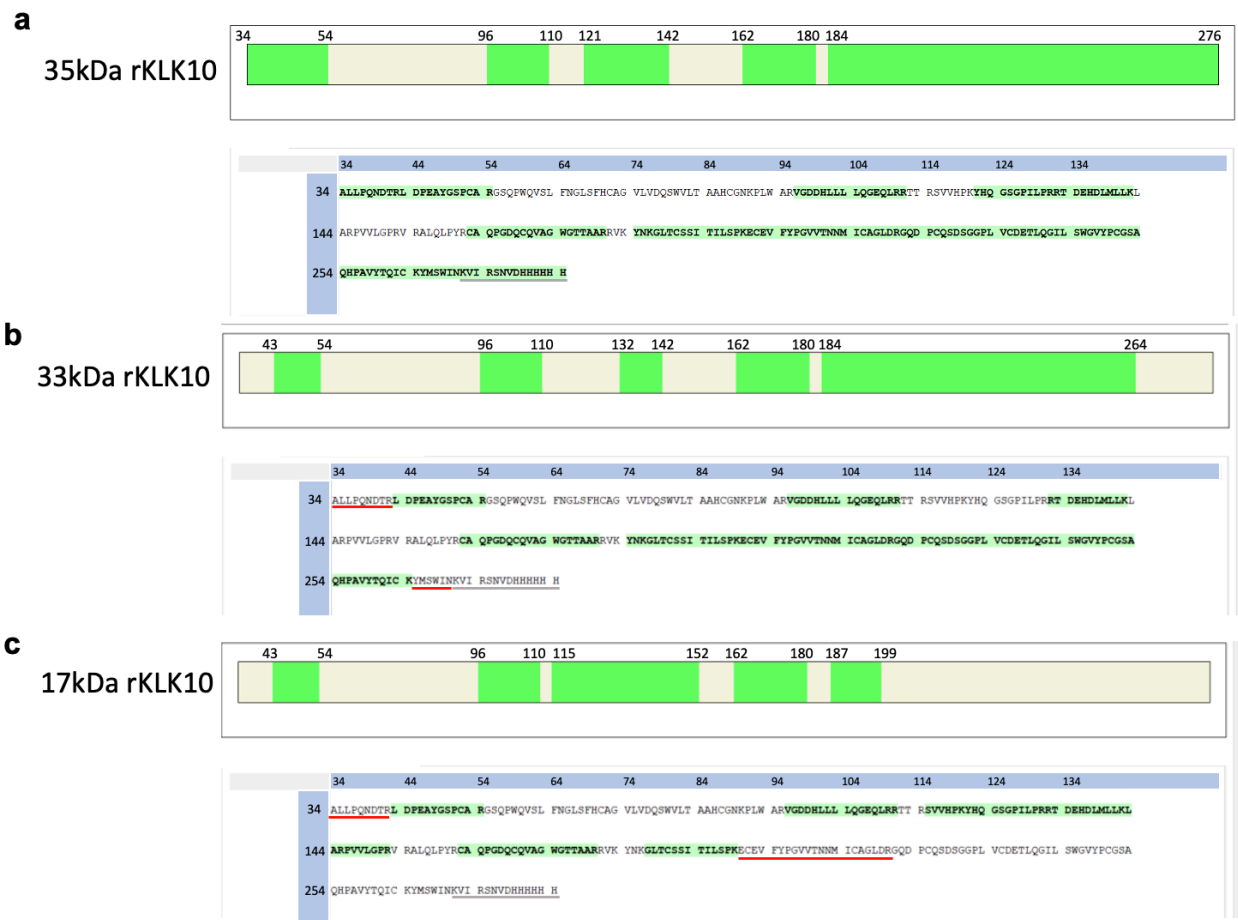 a
34 54 96 110 121 142 162 180 184 276
35kDa rKLK10
34 44 54 64 74 84 94 104 114 124 134
34 ALLPQNDTRL DPEAYGSPCA RGSQPWQVSL FNGLSFHCAG VLVDQSWVLT AAHCGNKPLW ARVGDDHLLL LQGEQLRRTT RSVVHPKYHQ GSGPILPRRT DEHDLMLLKL
144 ARPVVLGPRV RALQLPYRCA QPGDQCQVAG WGTTAARRVK YNKGLTCSSI TILSPKECEV FYPGVVTNNM ICAGLDRGQD PCQSDSGGPL VCDETLQGIL SWGVYPCGSA
254 QHPAVYTQIC KYMSWINKVI RSNVDHHHHH H
b
43 54 96 110 132 142 162 180 184 264
33kDa rKLK10
34 44 54 64 74 84 94 104 114 124 134
34 ALLPQNDTRL DPEAYGSPCA RGSQPWQVSL FNGLSFHCAG VLVDQSWVLT AAHCGNKPLW ARVGDDHLLL LQGEQLRRTT RSVVHPKYHQ GSGPILPRRT DEHDLMLLKL
144 ARPVVLGPRV RALQLPYRCA QPGDQCQVAG WGTTAARRVK YNKGLTCSSI TILSPKECEV FYPGVVTNNM ICAGLDRGQD PCQSDSGGPL VCDETLQGIL SWGVYPCGSA
254 QHPAVYTQIC KYMSWINKVI RSNVDHHHHH H
c
43 54 96 110 115 152 162 180 187 199
17kDa rKLK10
34 44 54 64 74 84 94 104 114 124 134
34 ALLPQNDTRL DPEAYGSPCA RGSQPWQVSL FNGLSFHCAG VLVDQSWVLT AAHCGNKPLW ARVGDDHLLL LQGEQLRRTT RSVVHPKYHQ GSGPILPRRT DEHDLMLLKL
144 ARPVVLGPRV RALQLPYRCA QPGDQCQVAG WGTTAARRVK YNKGLTCSSI TILSPKECEV FYPGVVTNNM ICAGLDRGQD PCQSDSGGPL VCDETLQGIL SWGVYPCGSA
254 QHPAVYTQIC KYMSWINKVI RSNVDHHHHH H